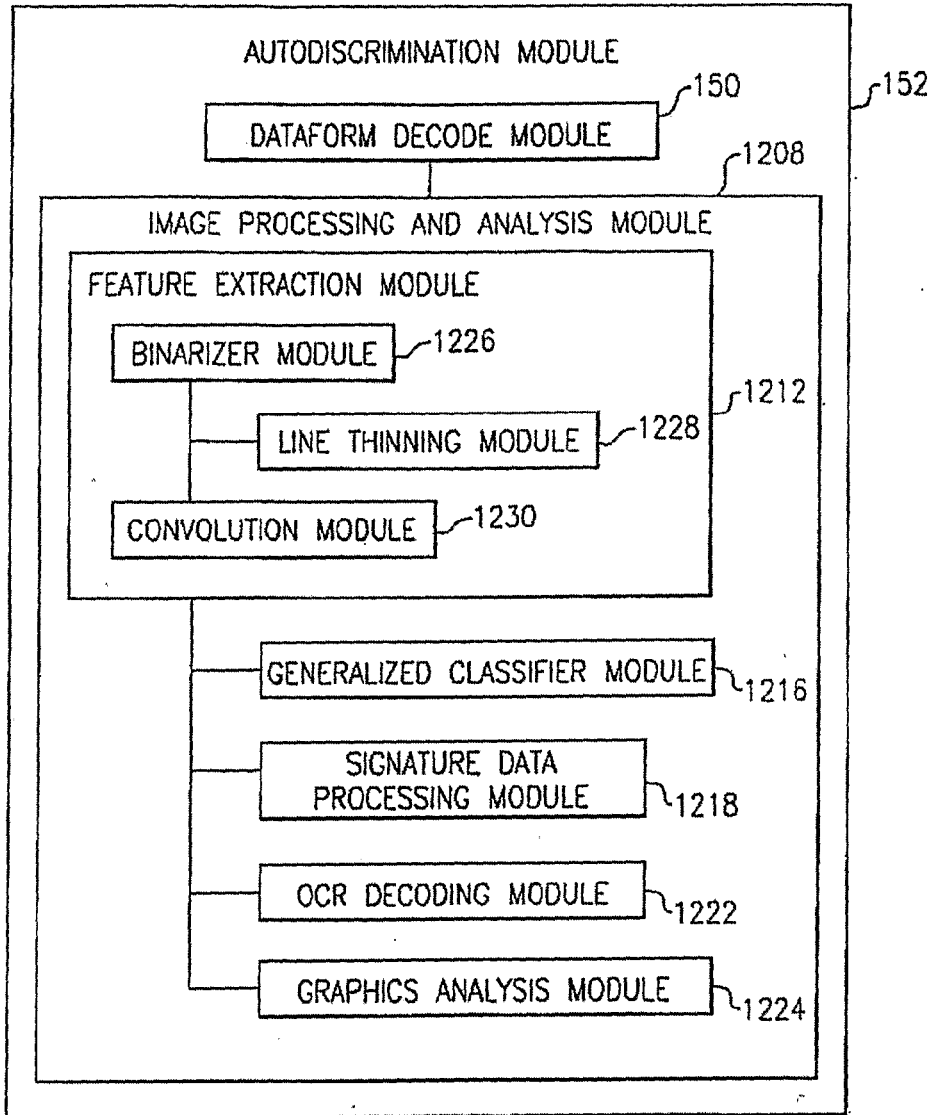 AUTODISCRIMINATION MODULE
150
152
DATAFORM DECODE MODULE
1208
IMAGE PROCESSING AND ANALYSIS MODULE
FEATURE EXTRACTION MODULE
BINARIZER MODULE
1226
1212
LINE THINNING MODULE
1228
CONVOLUTION MODULE
1230
GENERALIZED CLASSIFIER MODULE
1216
SIGNATURE DATA
PROCESSING MODULE
1218
OCR DECODING MODULE
1222
GRAPHICS ANALYSIS MODULE
1224